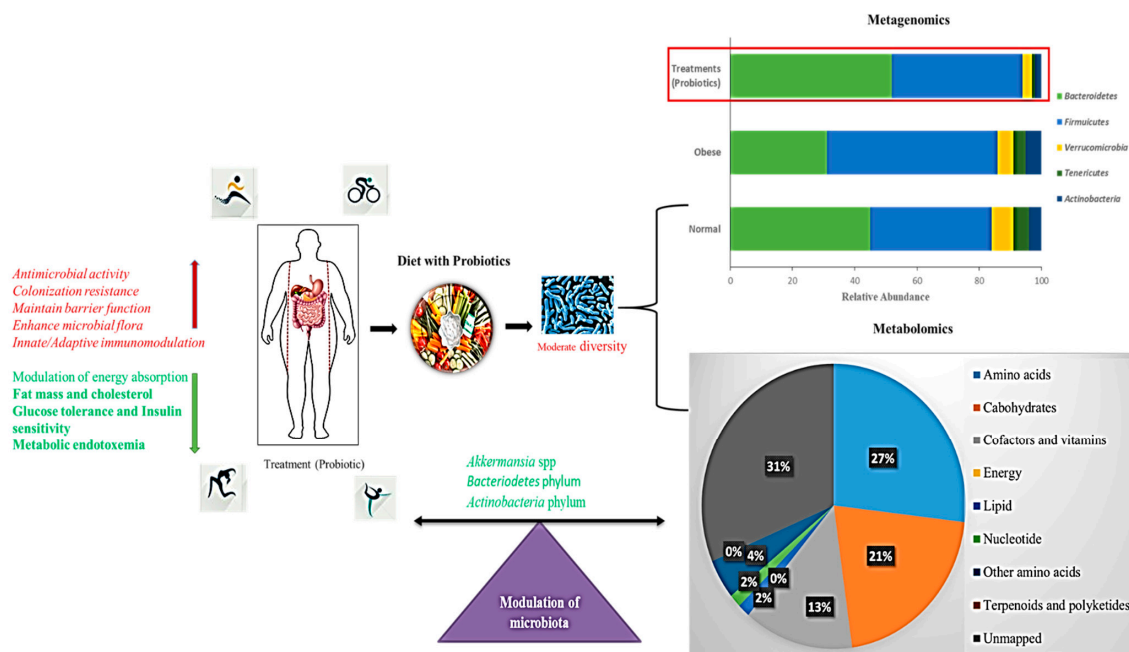 Metagenomics
Treatments
(Probiotics)
Obese
Normal
0 20 40 60 80 100
Relative Abundance
Bacteroidetes
Firmuicutes
Verrucomicrobia
Tenericutes
Actinobacteria
Antimicrobial activity
Colonization resistance
Maintain barrier function
Enhance microbial flora
Innate/Adaptive immunomodulation
Modulation of energy absorption
Fat mass and cholesterol
Glucose tolerance and Insulin
sensitivity
Metabolic endotoxemia
Treatment (Probiotic)
Diet with Probiotics
Moderate diversity
Akkermansia spp
Bacteriodetes phylum
Actinobacteria phylum
Modulation of
microbiota
Metabolomics
27%
21%
13%
2%
0%
2%
4%
0%
31%
Amino acids
Cabohydrates
Cofactors and vitamins
Energy
Lipid
Nucleotide
Other amino acids
Terpenoids and polyketides
Unmapped